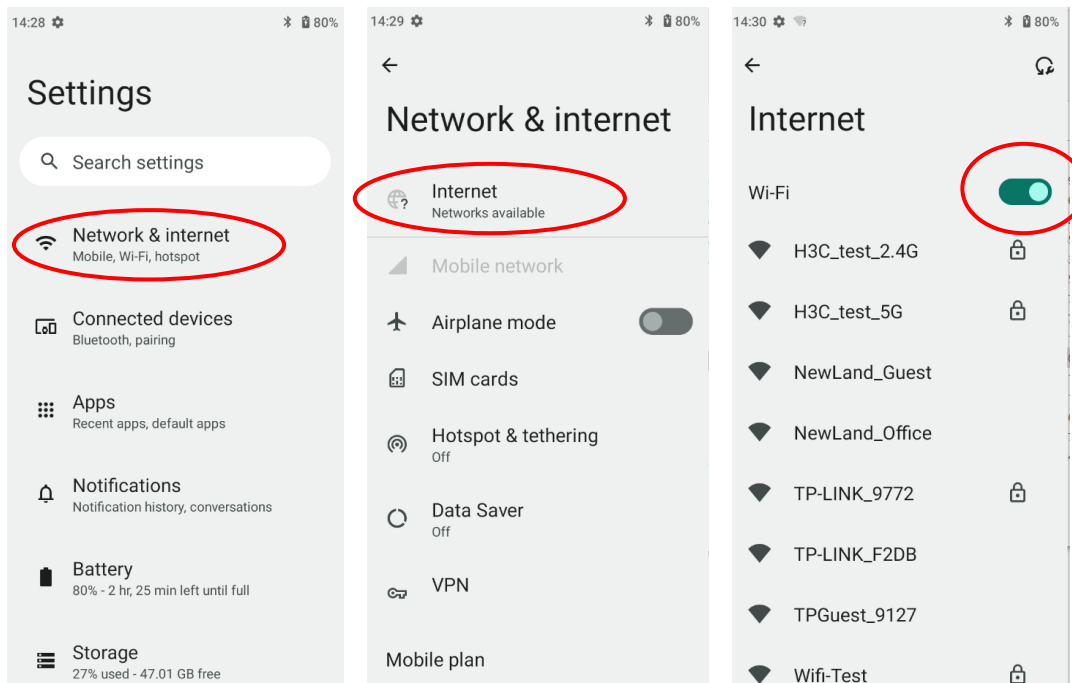 14:28 80%
Settings
Search settings
Network & internet
Mobile, Wi-Fi, hotspot
Connected devices
Bluetooth, pairing
Apps
Recent apps, default apps
Notifications
Notification history, conversations
Battery
80% - 2 hr, 25 min left until full
Storage
27% used - 47.01 GB free
14:29 80%
Network & internet
Internet
Networks available
Mobile network
Airplane mode
SIM cards
Hotspot & tethering
Off
Data Saver
Off
VPN
Mobile plan
14:30 80%
Internet
Wi-Fi
H3C_test_2.4G
H3C_test_5G
NewLand_Guest
NewLand_Office
TP-LINK_9772
TP-LINK_F2DB
TPGuest_9127
Wifi-Test